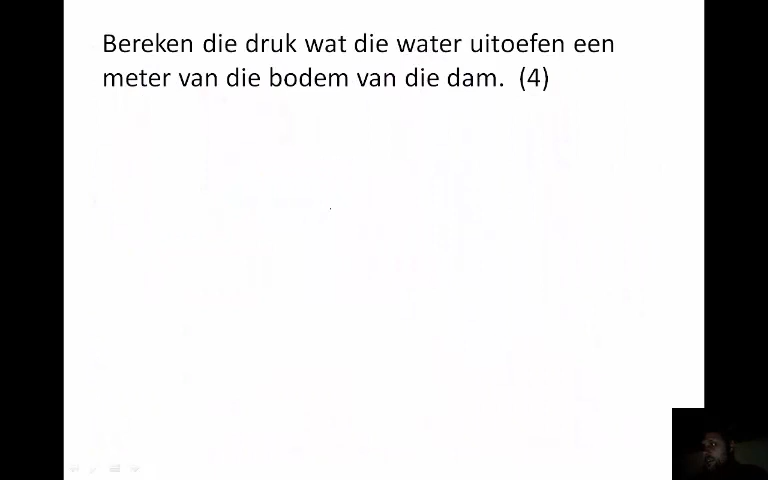 Bereken die druk wat die water uitoefen een
meter van die bodem van die dam. (4)